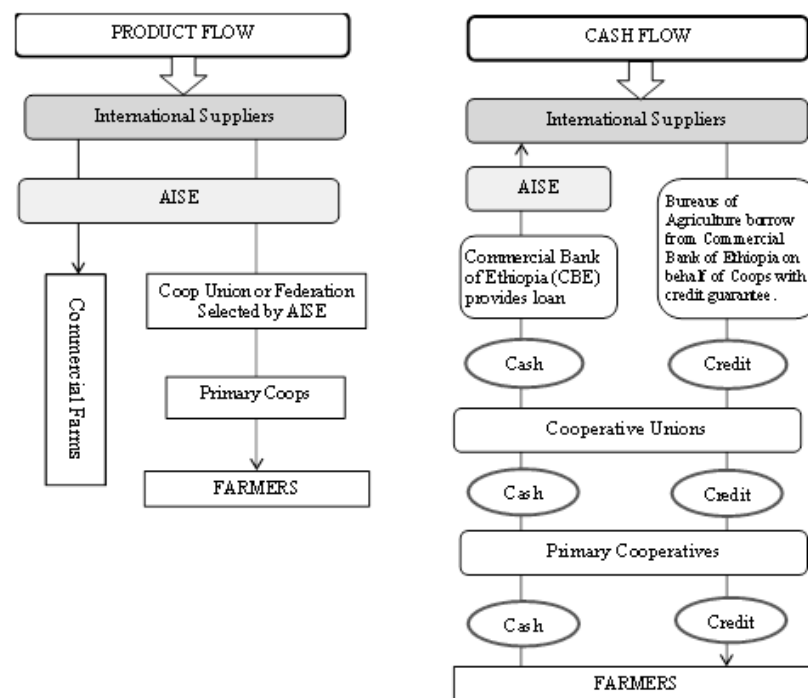 PRODUCT FLOW
International Suppliers
AISE
Commercial Farms
Coop Union or Federation
Selected by AISE
Primary Coops
FARMERS
CASH FLOW
International Suppliers
AISE
Commercial Bank
of Ethiopia (CBE)
provides loan
Bureaus of
Agriculture borrow
from Commercial
Bank of Ethiopia on
behalf of Coops with
credit guarantee.
Cash
Credit
Cooperative Unions
Cash
Credit
Primary Cooperatives
Cash
Credit
FARMERS